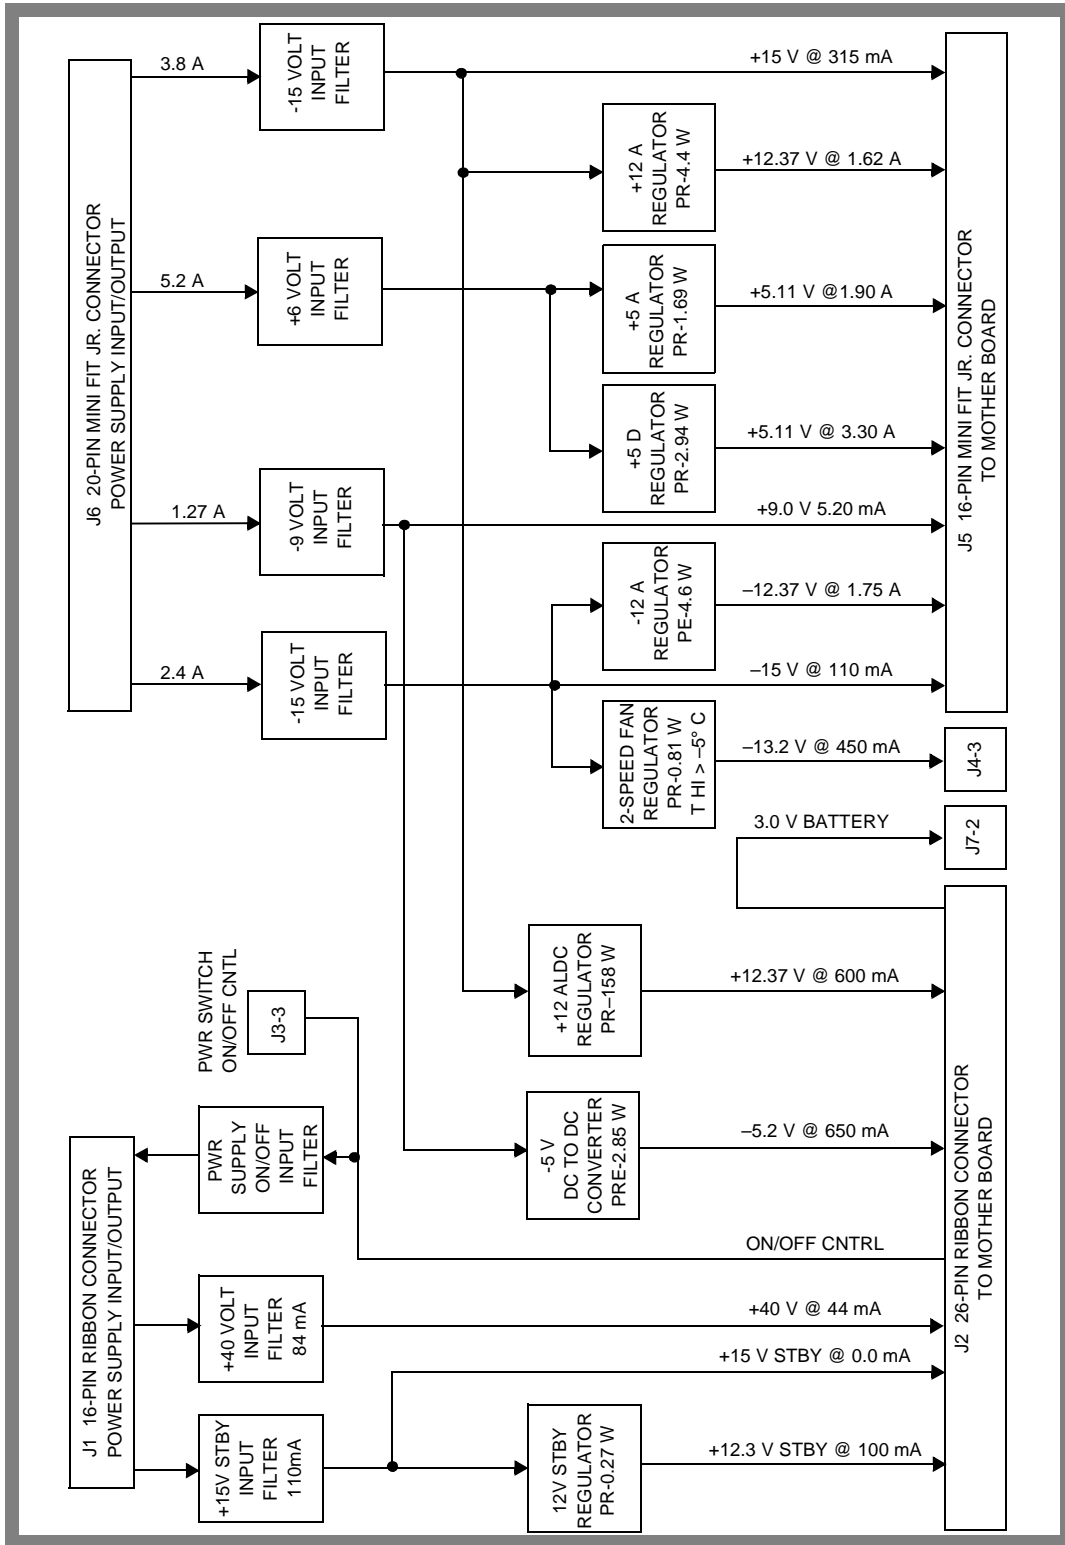 J6 20-PIN MINI FIT JR. CONNECTOR
POWER SUPPLY INPUT/OUTPUT
3.8 A
-15 VOLT
INPUT
FILTER
+15 V @ 315 mA
+12 A
REGULATOR
PR-4.4 W
+12.37 V @ 1.62 A
5.2 A
+6 VOLT
INPUT
FILTER
+5 A
REGULATOR
PR-1.69 W
+5.11 V @1.90 A
+5 D
REGULATOR
PR-2.94 W
+5.11 V @ 3.30 A
1.27 A
-9 VOLT
INPUT
FILTER
+9.0 V 5.20 mA
-12 A
REGULATOR
PE-4.6 W
–12.37 V @ 1.75 A
2.4 A
-15 VOLT
INPUT
FILTER
–15 V @ 110 mA
2-SPEED FAN
REGULATOR
PR-0.81 W
T HI > –5° C
–13.2 V @ 450 mA
J5 16-PIN MINI FIT JR. CONNECTOR
TO MOTHER BOARD
J4-3
3.0 V BATTERY
J7-2
PWR SWITCH
ON/OFF CNTL
J3-3
+12 ALDC
REGULATOR
PR–158 W
+12.37 V @ 600 mA
J1 16-PIN RIBBON CONNECTOR
POWER SUPPLY INPUT/OUTPUT
PWR
SUPPLY
ON/OFF
INPUT
FILTER
-5 V
DC TO DC
CONVERTER
PRE-2.85 W
–5.2 V @ 650 mA
ON/OFF CNTRL
+40 VOLT
INPUT
FILTER
84 mA
+40 V @ 44 mA
+15 V STBY @ 0.0 mA
+15V STBY
INPUT
FILTER
110mA
12V STBY
REGULATOR
PR-0.27 W
+12.3 V STBY @ 100 mA
J2 26-PIN RIBBON CONNECTOR
TO MOTHER BOARD